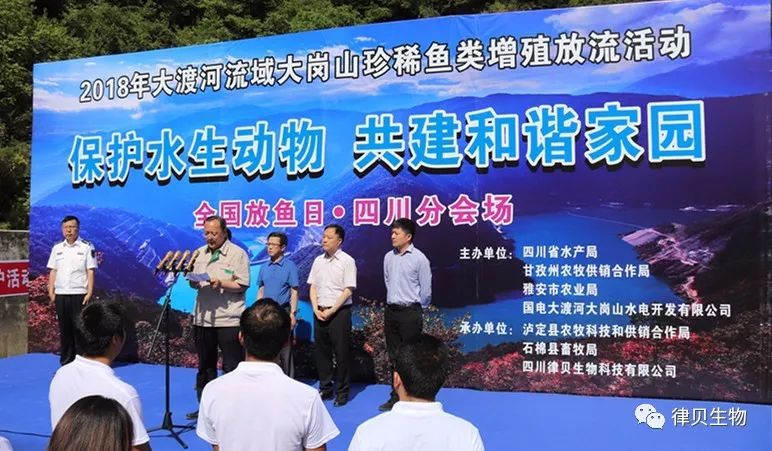 2018年大渡河流域大岗山珍稀鱼类增殖放流活动
保护水生动物 共建和谐家园
全国放鱼日·四川分会场
主办单位：四川省水产局
甘孜州农牧供销合作局
雅安市农业局
国电大渡河大岗山水电开发有限公司
承办单位：泸定县农牧科技和供销合作局
石棉县畜牧局
四川律贝生物科技有限公司
护活动
律贝生物